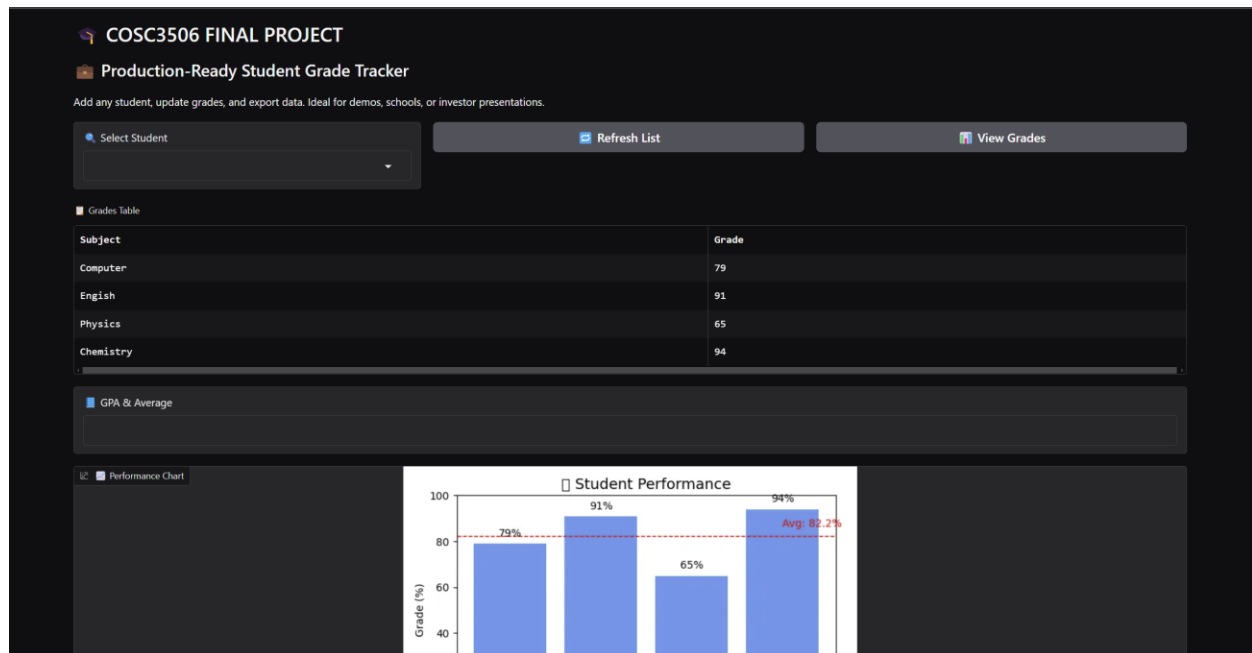 🎓 COSC3506 FINAL PROJECT
💼 Production-Ready Student Grade Tracker
Add any student, update grades, and export data. Ideal for demos, schools, or investor presentations.
🔍 Select Student
🔁 Refresh List
📊 View Grades
📋 Grades Table
Subject Grade
Computer 79
Engish 91
Physics 65
Chemistry 94
📘 GPA & Average
📈 Performance Chart
▯ Student Performance
100
91%
94%
Avg: 82.2%
79%
80
65%
60
Grade (%)
40